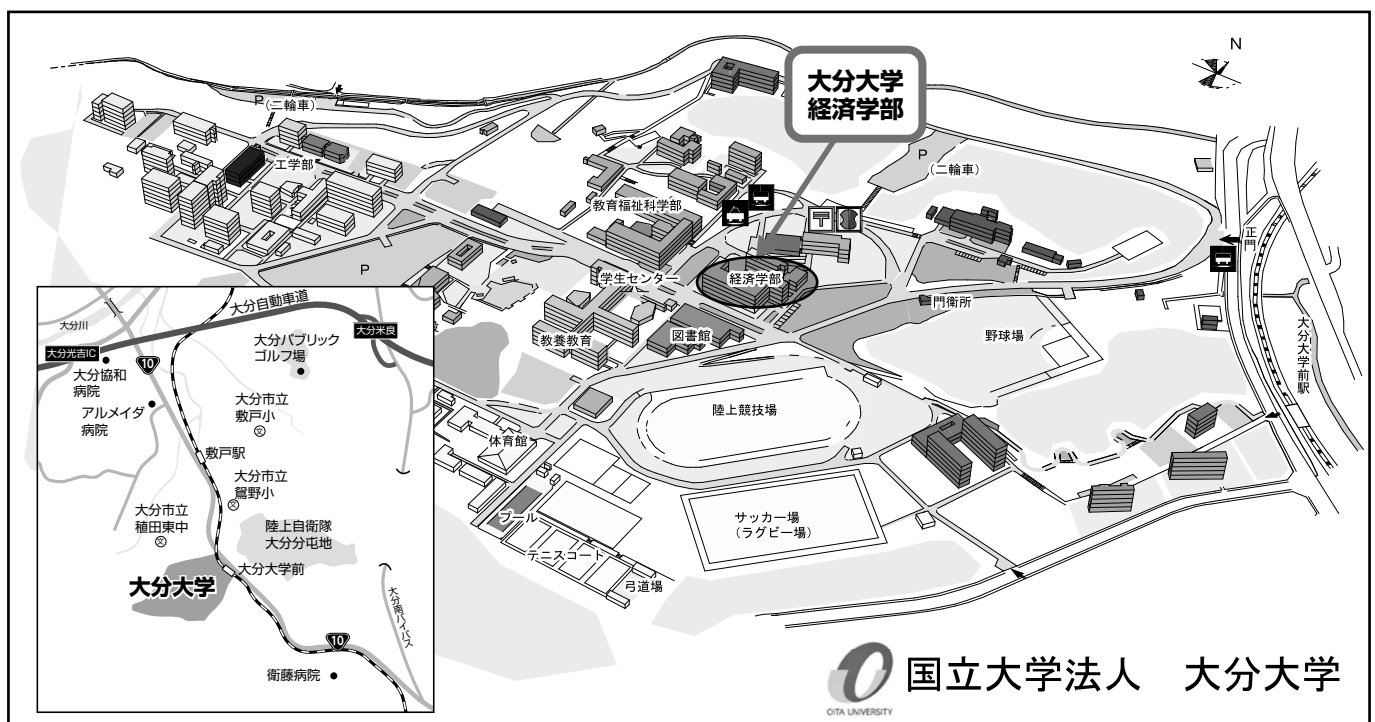 N
大分大学
経済学部
P
(二輪車)
工学部
P
(二輪車)
教育福祉科学部
正門
P
学生センター
経済学部
門衛所
教養教育
図書館
野球場
大分大学前駅
陸上競技場
体育館
プール
サッカー場
(ラグビー場)
テニスコート
弓道場
大分川
大分自動車道
大分光吉IC
10
大分パブリック
ゴルフ場
大分米良
大分協和
病院
アルメイダ
病院
大分市立
敷戸小
文
敷戸駅
大分市立
鴛野小
文
大分市立
稙田東中
文
陸上自衛隊
大分分屯地
大分大学前
大分大学
大分南バイパス
10
衛藤病院
OITA UNIVERSITY
国立大学法人　大分大学